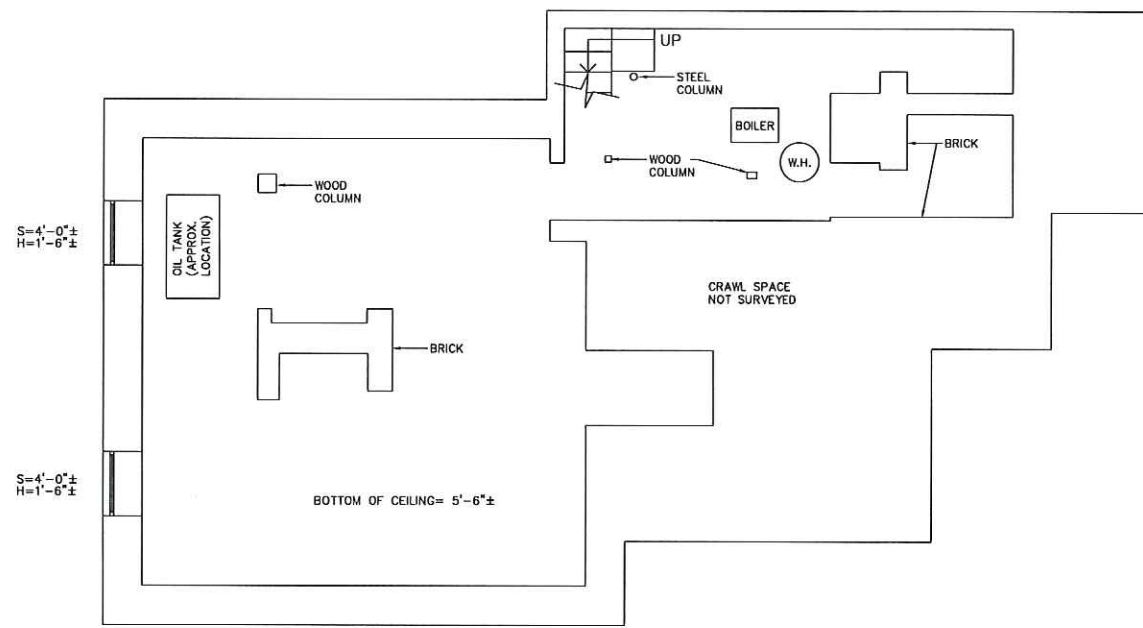 UP
STEEL
COLUMN
BOILER
W.H.
BRICK
WOOD
COLUMN
WOOD
COLUMN
S=4'-0"±
H=1'-6"±
OIL TANK
(APPROX.
LOCATION)
CRAWL SPACE
NOT SURVEYED
BRICK
S=4'-0"±
H=1'-6"±
BOTTOM OF CEILING= 5'-6"±